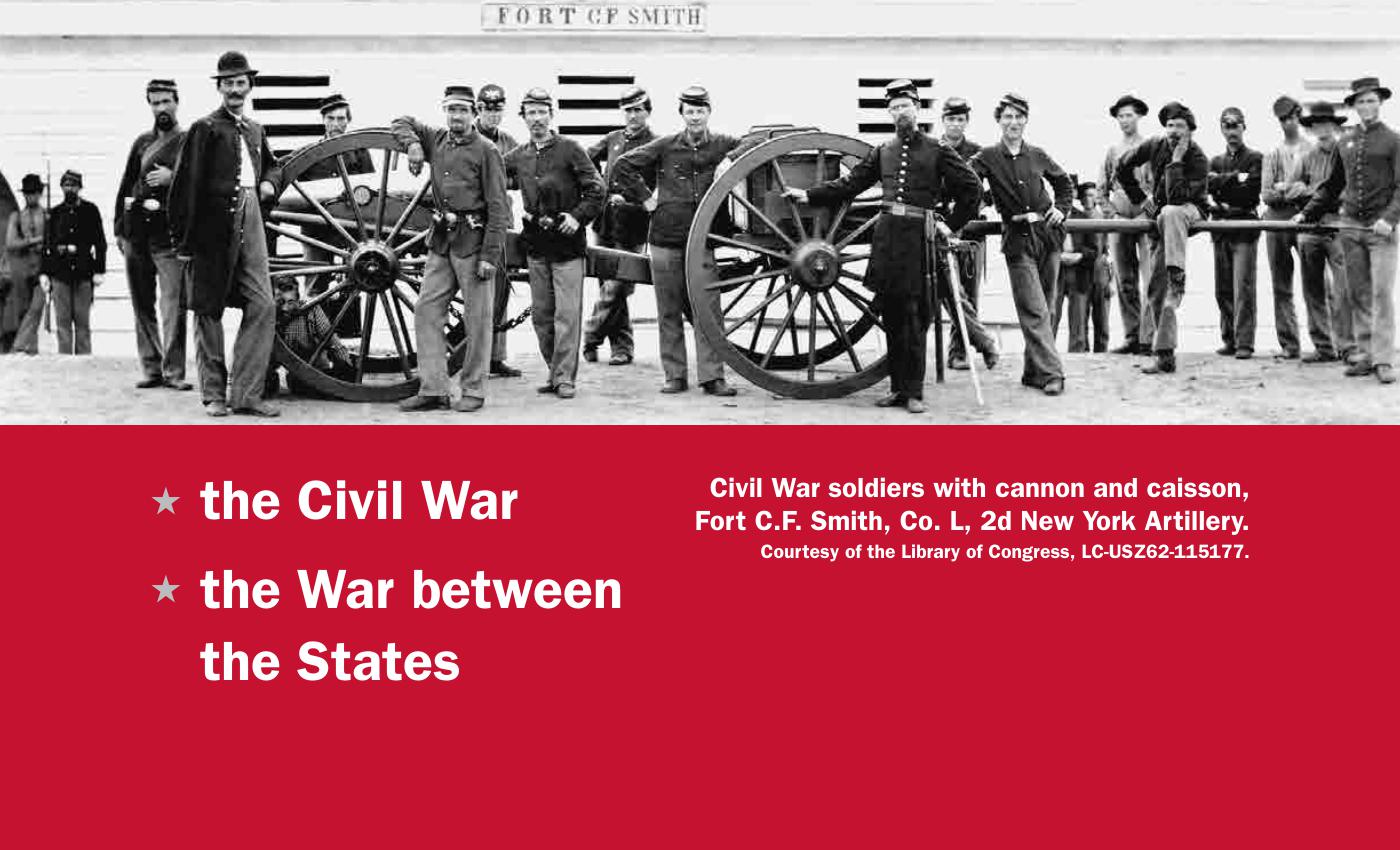 FORT CF SMITH
the Civil War
the War between
the States
Civil War soldiers with cannon and caisson,
Fort C.F. Smith, Co. L, 2d New York Artillery.
Courtesy of the Library of Congress, LC-USZ62-115177.